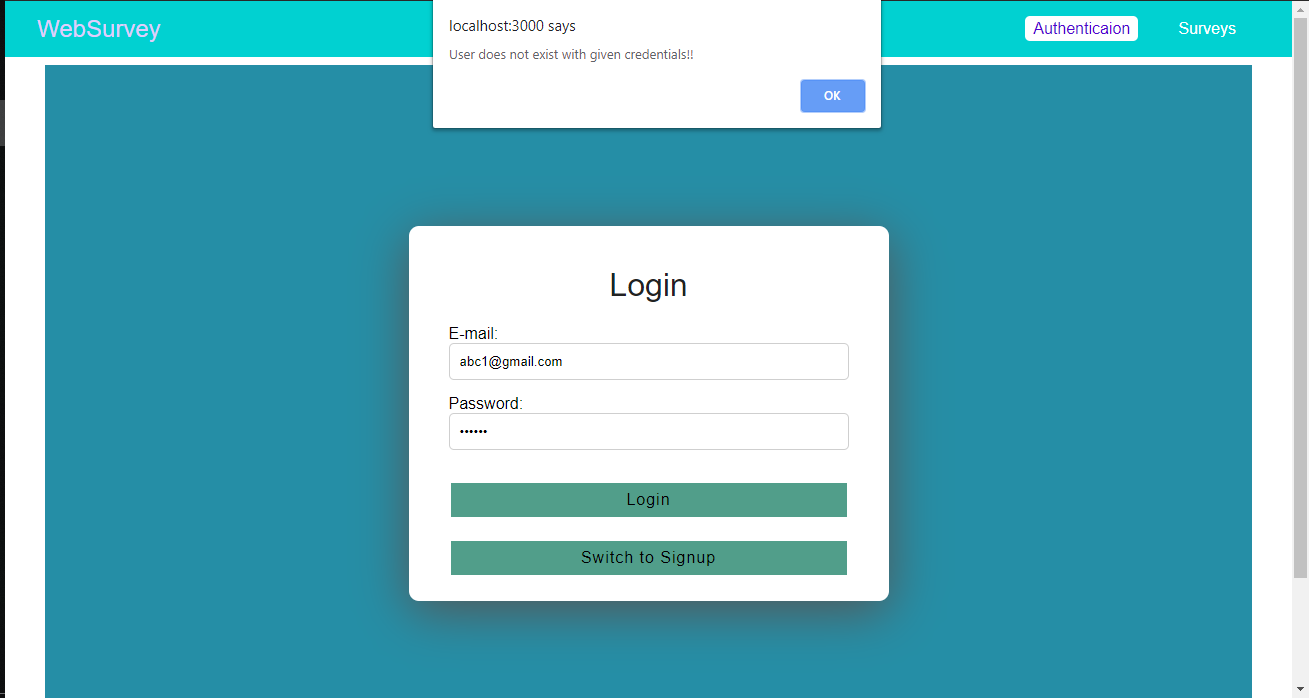 WebSurvey
localhost:3000 says
User does not exist with given credentials!!
OK
Authenticaion
Surveys
Login
E-mail:
abc1@gmail.com
Password:
••••••
Login
Switch to Signup